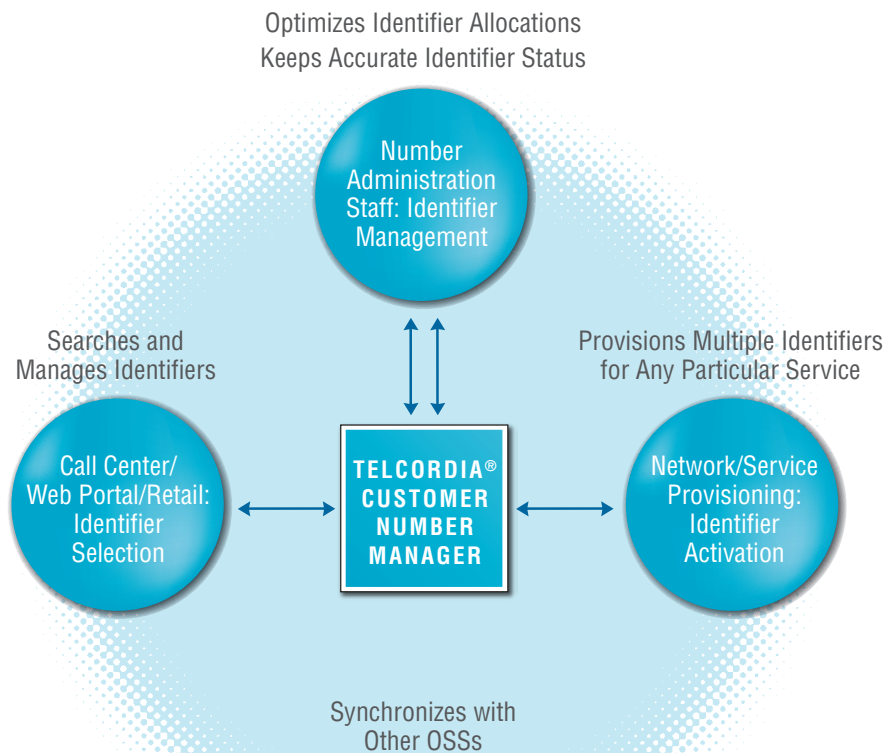 Optimizes Identifier Allocations
Keeps Accurate Identifier Status
Number
Administration
Staff: Identifier
Management
Searches and
Manages Identifiers
Provisions Multiple Identifiers
for Any Particular Service
Call Center/
Web Portal/Retail:
Identifier
Selection
TELCORDIA®
CUSTOMER
NUMBER
MANAGER
Network/Service
Provisioning:
Identifier
Activation
Synchronizes with
Other OSSs